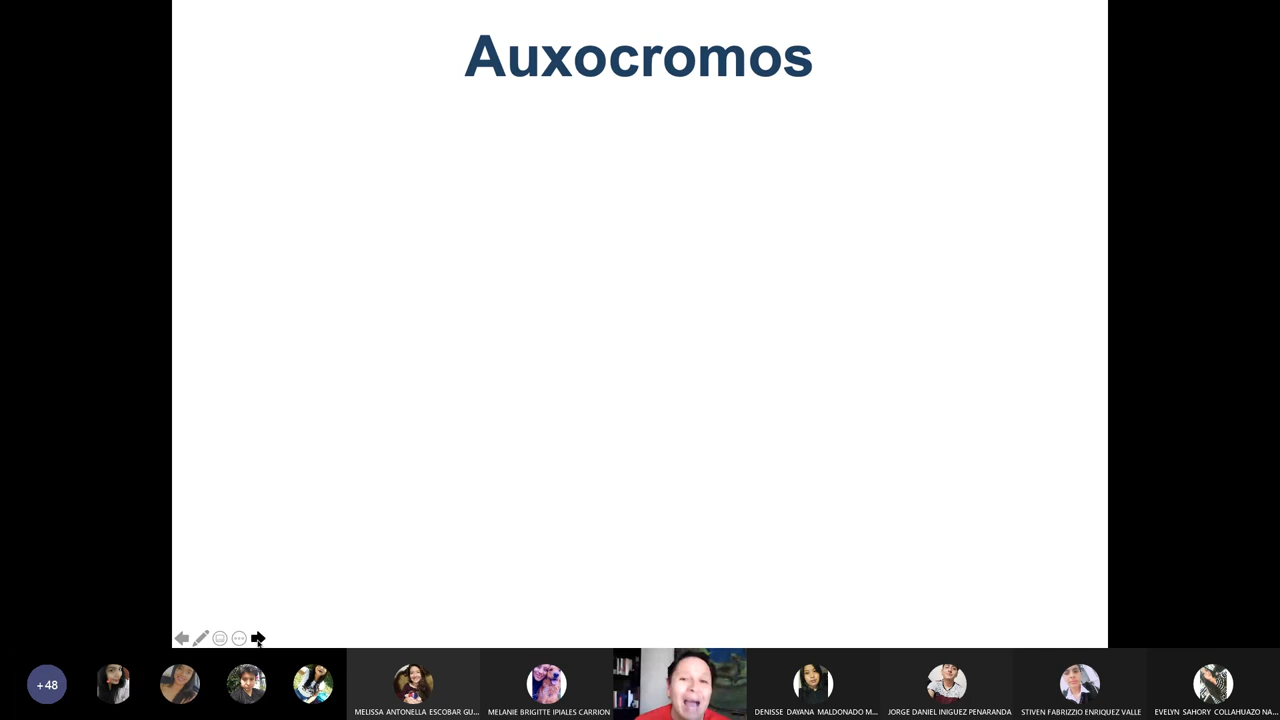 Auxocromos
+48
MELISSA ANTONELLA ESCOBAR GU...
MELANIE BRIGITTE IPIALES CARRION
DENISSE DAYANA MALDONADO M...
JORGE DANIEL INIGUEZ PENARANDA
STIVEN FABRIZZIO ENRIQUEZ VALLE
EVELYN SAHORY COLLAHUAZO NA...